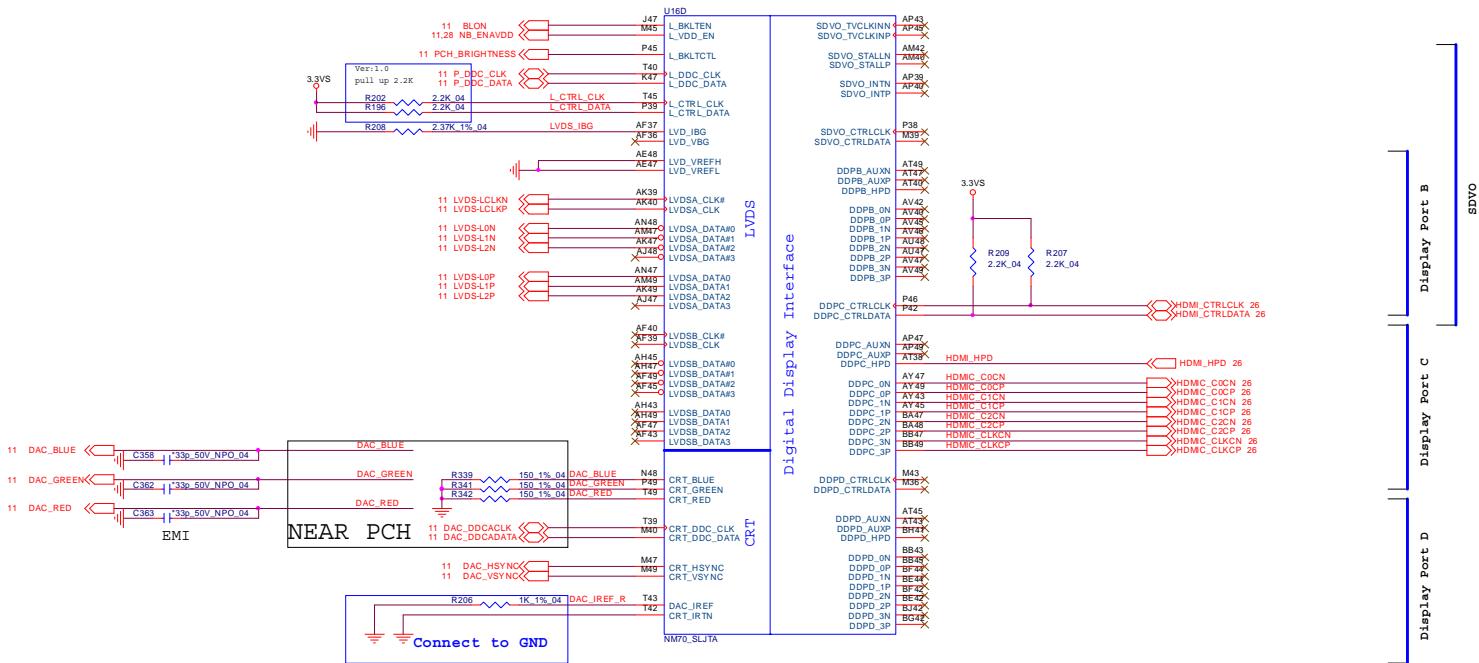 U16D
11 BLON
J47
L_BKLTEN
11,28 NB_ENAVDD
M45
L_VDD_EN
11 PCH_BRIGHTNESS
P45
L_BKLTCTL
Ver:1.0
pull up 2.2K
3.3VS
11 P_DDC_CLK
T40
L_DDC_CLK
11 P_DDC_DATA
K47
L_DDC_DATA
R202 2.2K_04 L_CTRL_CLK
T45
L_CTRL_CLK
R196 2.2K_04 L_CTRL_DATA
P39
L_CTRL_DATA
R208 2.37K_1%_04 LVDS_IBG
AF37
LVD_IBG
AF36
LVD_VBG
AE48
LVD_VREFH
AE47
LVD_VREFL
11 LVDS-LCLKN
AK39
LVDSA_CLK#
11 LVDS-LCLKP
AK40
LVDSA_CLK
11 LVDS-L0N
AN48
LVDSA_DATA#0
11 LVDS-L1N
AM47
LVDSA_DATA#1
11 LVDS-L2N
AK47
LVDSA_DATA#2
AJ48
LVDSA_DATA#3
11 LVDS-L0P
AN47
LVDSA_DATA0
11 LVDS-L1P
AM49
LVDSA_DATA1
11 LVDS-L2P
AK49
LVDSA_DATA2
AJ47
LVDSA_DATA3
AF40
LVDSB_CLK#
AF39
LVDSB_CLK
AH45
LVDSB_DATA#0
AH47
LVDSB_DATA#1
AF49
LVDSB_DATA#2
AF45
LVDSB_DATA#3
AH43
LVDSB_DATA0
AH49
LVDSB_DATA1
AF47
LVDSB_DATA2
AF43
LVDSB_DATA3
LVDS
11 DAC_BLUE
DAC_BLUE
C358 *33p_50V_NPO_04
11 DAC_GREEN
DAC_GREEN
C362 *33p_50V_NPO_04
11 DAC_RED
DAC_RED
C363 *33p_50V_NPO_04
EMI
NEAR PCH
R339 150_1%_04 DAC_BLUE
N48
CRT_BLUE
R341 150_1%_04 DAC_GREEN
P49
CRT_GREEN
R342 150_1%_04 DAC_RED
T49
CRT_RED
11 DAC_DDCACLK
T39
CRT_DDC_CLK
11 DAC_DDCADATA
M40
CRT_DDC_DATA
11 DAC_HSYNC
M47
CRT_HSYNC
11 DAC_VSYNC
M49
CRT_VSYNC
R206 1K_1%_04 DAC_IREF_R
T43
DAC_IREF
T42
CRT_IRTN
Connect to GND
CRT
NM70_SLJTA
Digital Display Interface
SDVO_TVCLKINN AP43
SDVO_TVCLKINP AP45
SDVO_STALLN AM42
SDVO_STALLP AM40
SDVO_INTN AP39
SDVO_INTP AP40
SDVO_CTRLCLK P38
SDVO_CTRLDATA M39
DDPB_AUXN AT49
DDPB_AUXP AT47
DDPB_HPD AT40
DDPB_0N AV42
DDPB_0P AV40
DDPB_1N AV45
DDPB_1P AV46
DDPB_2N AU48
DDPB_2P AU47
DDPB_3N AV47
DDPB_3P AV49
3.3VS
R209
2.2K_04
R207
2.2K_04
DDPC_CTRLCLK P46
HDMI_CTRLCLK 26
DDPC_CTRLDATA P42
HDMI_CTRLDATA 26
DDPC_AUXN AP47
DDPC_AUXP AP49
DDPC_HPD AT38 HDMI_HPD
HDMI_HPD 26
DDPC_0N AY47 HDMIC_C0CN
HDMIC_C0CN 26
DDPC_0P AY49 HDMIC_C0CP
HDMIC_C0CP 26
DDPC_1N AY43 HDMIC_C1CN
HDMIC_C1CN 26
DDPC_1P AY45 HDMIC_C1CP
HDMIC_C1CP 26
DDPC_2N BA47 HDMIC_C2CN
HDMIC_C2CN 26
DDPC_2P BA48 HDMIC_C2CP
HDMIC_C2CP 26
DDPC_3N BB47 HDMIC_CLKCN
HDMIC_CLKCN 26
DDPC_3P BB49 HDMIC_CLKCP
HDMIC_CLKCP 26
DDPD_CTRLCLK M43
DDPD_CTRLDATA M36
DDPD_AUXN AT45
DDPD_AUXP AT43
DDPD_HPD BH41
DDPD_0N BB43
DDPD_0P BB45
DDPD_1N BF44
DDPD_1P BE44
DDPD_2N BF42
DDPD_2P BE42
DDPD_3N BJ42
DDPD_3P BG42
Display Port B
SDVO
Display Port C
Display Port D